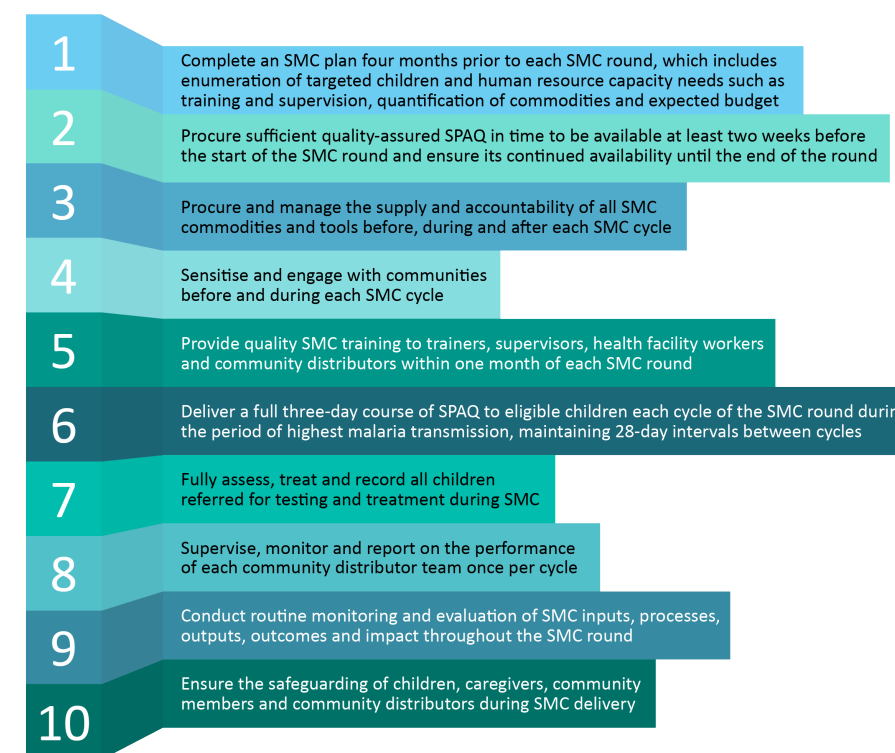 1
Complete an SMC plan four months prior to each SMC round, which includes
enumeration of targeted children and human resource capacity needs such as
training and supervision, quantification of commodities and expected budget
2
Procure sufficient quality-assured SPAQ in time to be available at least two weeks before
the start of the SMC round and ensure its continued availability until the end of the round
3
Procure and manage the supply and accountability of all SMC
commodities and tools before, during and after each SMC cycle
4
Sensitise and engage with communities
before and during each SMC cycle
5
Provide quality SMC training to trainers, supervisors, health facility workers
and community distributors within one month of each SMC round
6
Deliver a full three-day course of SPAQ to eligible children each cycle of the SMC round
the period of highest malaria transmission, maintaining 28-day intervals between cycles
7
Fully assess, treat and record all children
referred for testing and treatment during SMC
8
Supervise, monitor and report on the performance
of each community distributor team once per cycle
9
Conduct routine monitoring and evaluation of SMC inputs, processes,
outputs, outcomes and impact throughout the SMC round
10
Ensure the safeguarding of children, caregivers, community
members and community distributors during SMC delivery